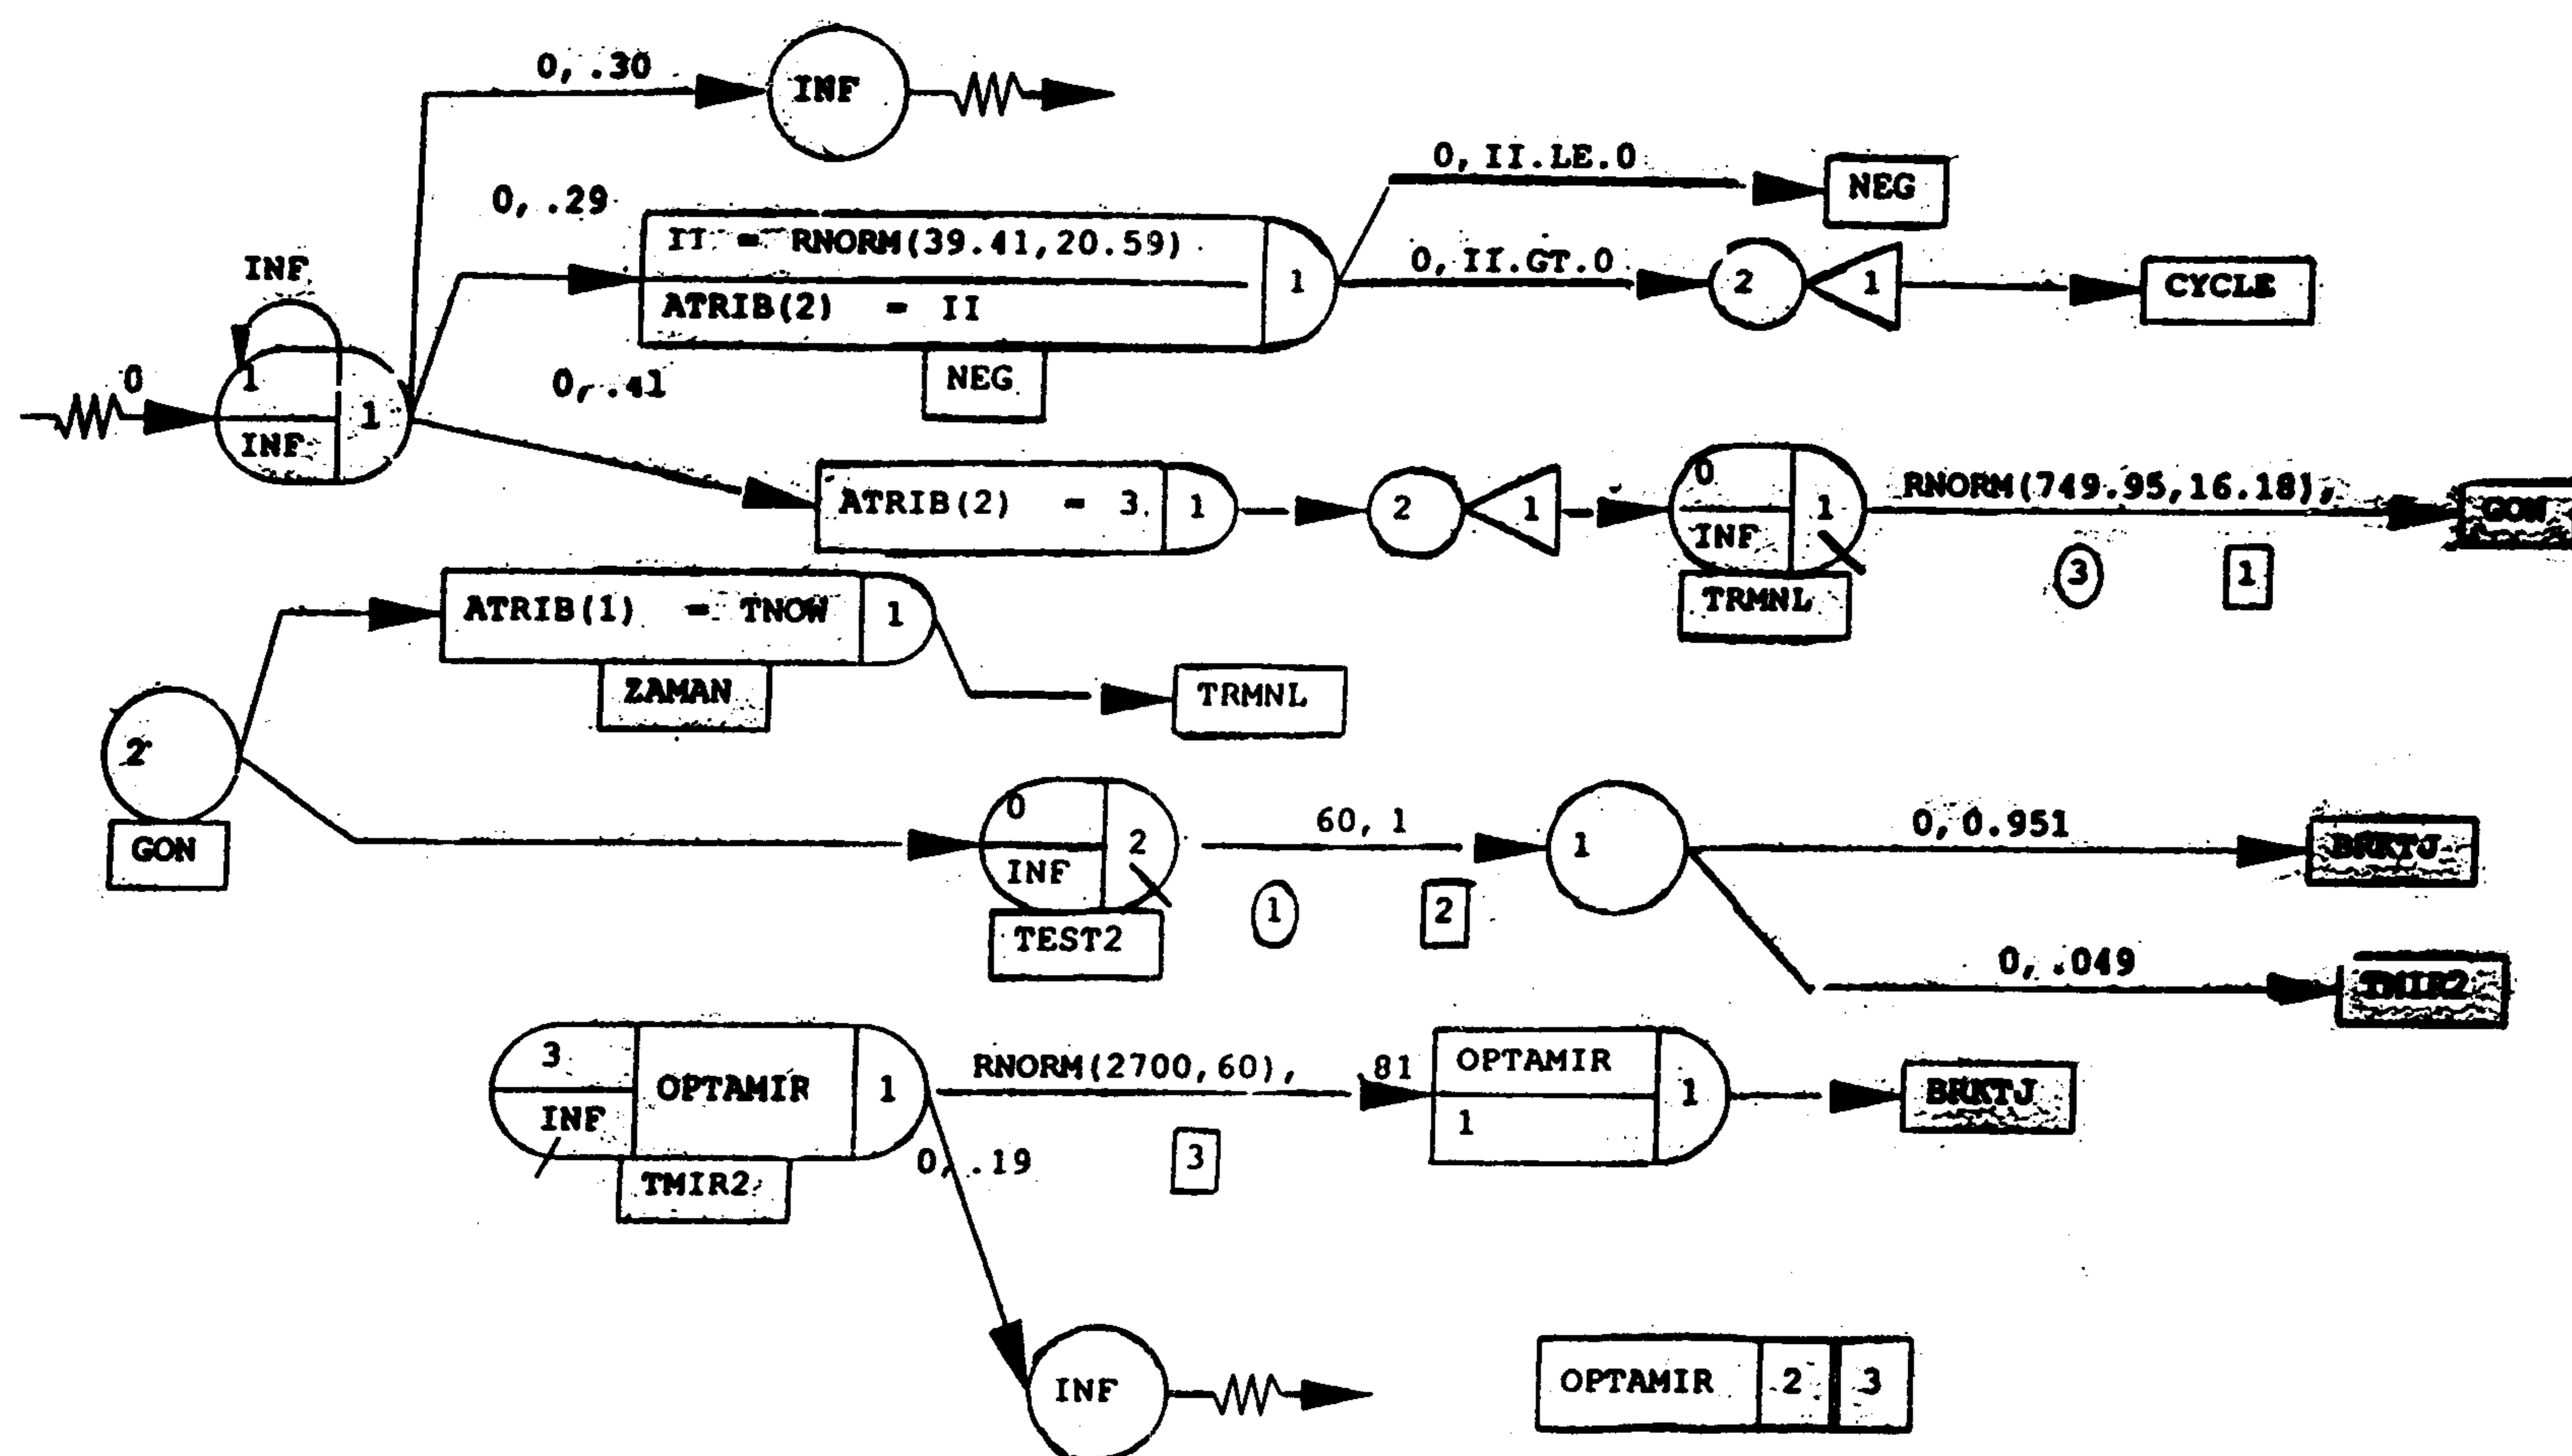 0, .30
INF
0, II.LE.0
NEG
0, .29
II = RNORM(39.41,20.59)
ATRIB(2) = II
1
NEG
0, II.GT.0
2
1
CYCLE
INF
0
1
INF
1
0, .41
ATRIB(2) = 3
1
2
1
0
INF
1
TRMNL
RNORM(749.95,16.18),
3
1
GON
ATRIB(1) = TNOW
1
ZAMAN
TRMNL
2
GON
0
INF
2
TEST2
60, 1
1
2
1
0, 0.951
BRKTJ
0, .049
TMIR2
3
INF
OPTAMIR
1
TMIR2
RNORM(2700,60), .81
3
OPTAMIR
1
1
BRKTJ
0, .19
INF
OPTAMIR 2 3